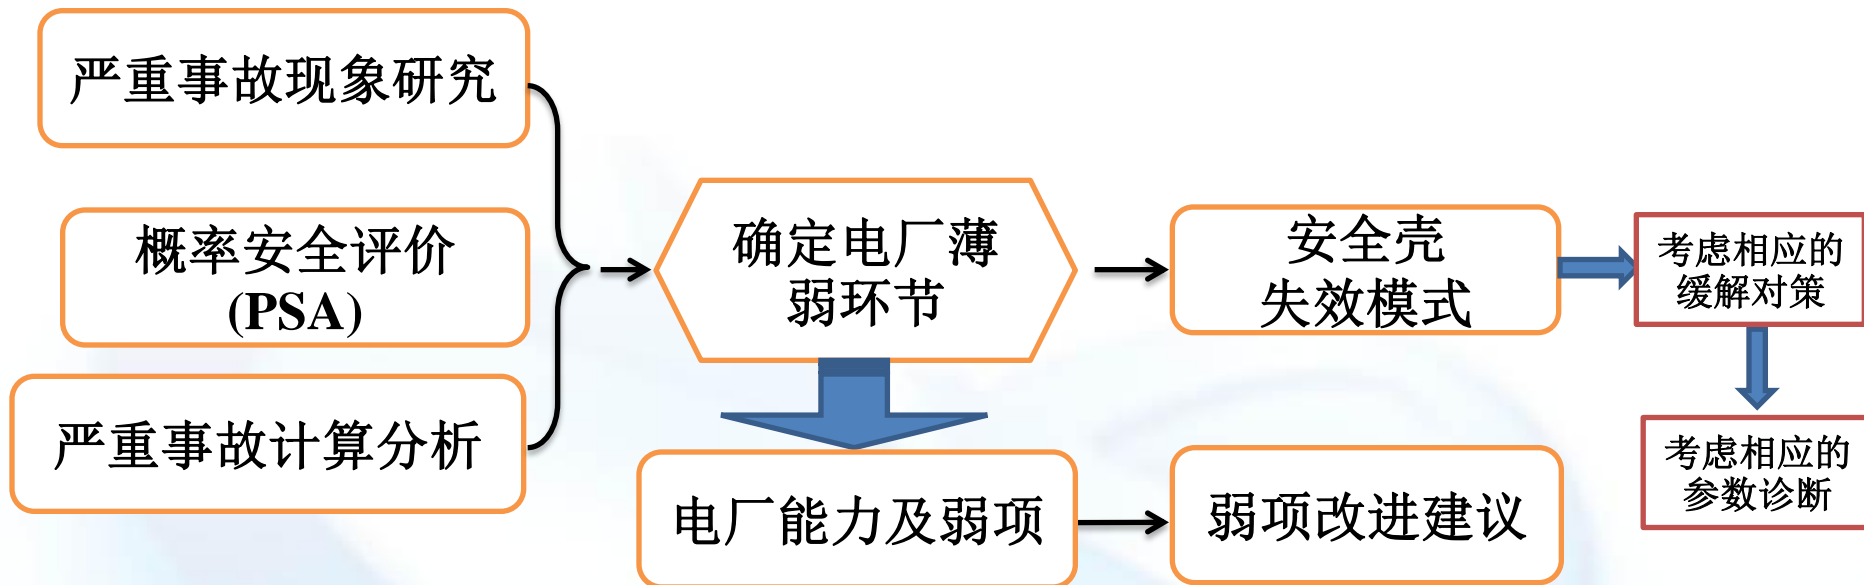 严重事故现象研究
概率安全评价
(PSA)
严重事故计算分析
确定电厂薄
弱环节
安全壳
失效模式
考虑相应的
缓解对策
考虑相应的
参数诊断
电厂能力及弱项
弱项改进建议